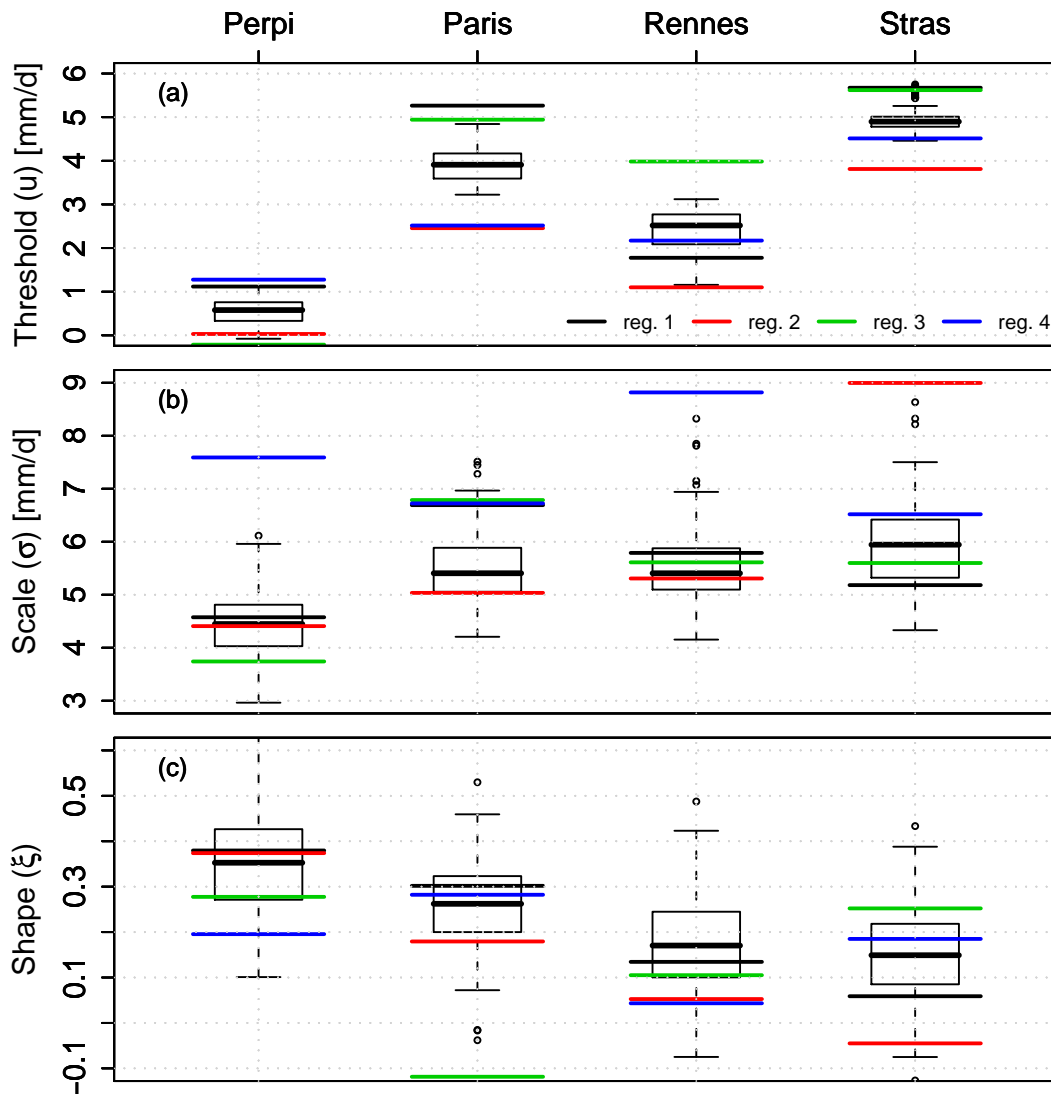 Perpi Paris Rennes Stras
(a)
Threshold (u) [mm/d]
6
5
4
3
2
1
0
reg. 1 reg. 2 reg. 3 reg. 4
(b)
Scale (σ) [mm/d]
9
8
7
6
5
4
3
(c)
Shape (ξ)
0.5
0.3
0.1
−0.1